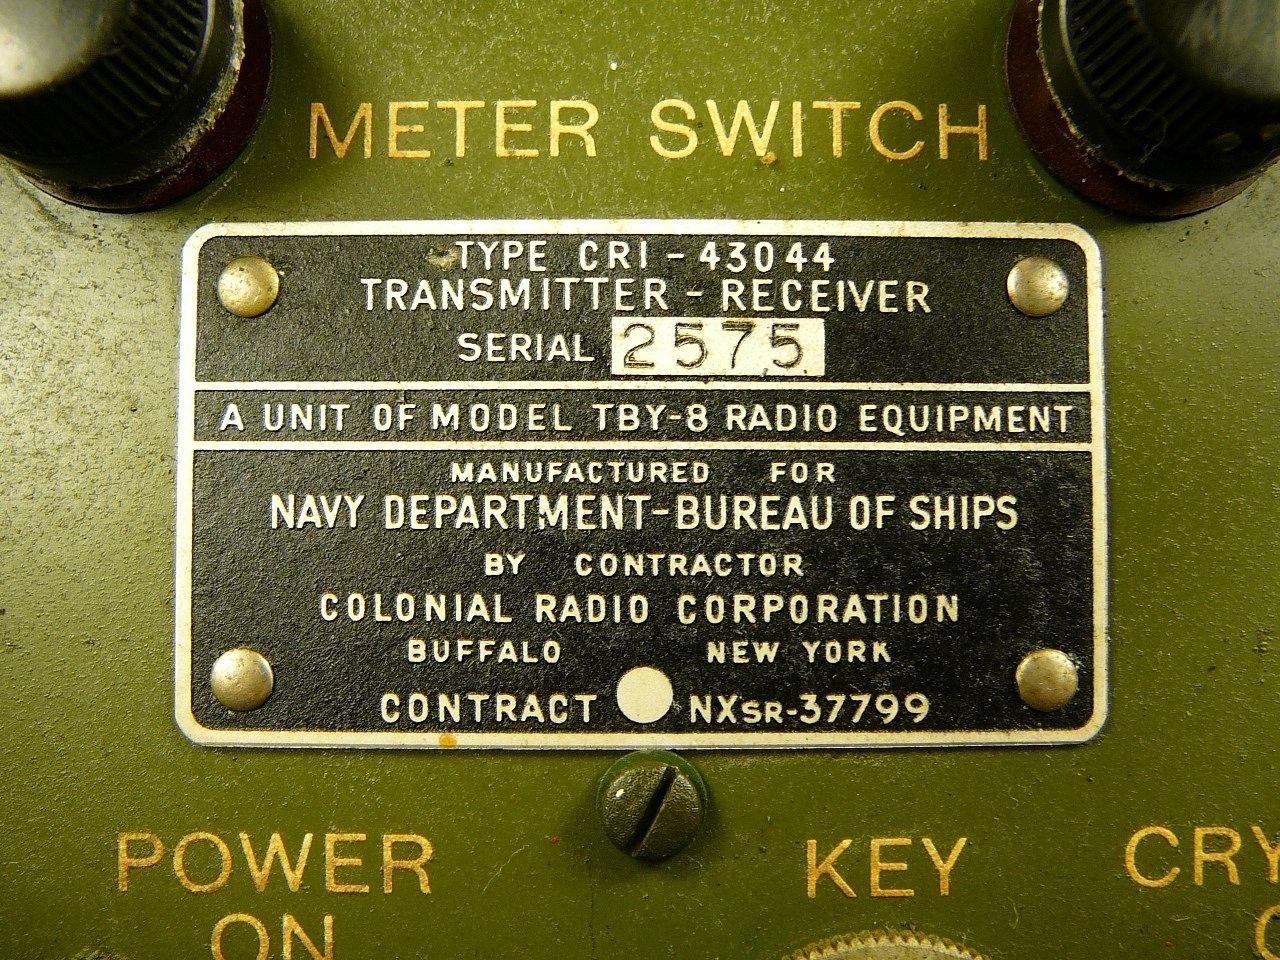 METER SWITCH
TYPE CRI-43044
TRANSMITTER-RECEIVER
SERIAL 2575
A UNIT OF MODEL TBY-8 RADIO EQUIPMENT
MANUFACTURED FOR
NAVY DEPARTMENT-BUREAU OF SHIPS
BY CONTRACTOR
COLONIAL RADIO CORPORATION
BUFFALO NEW YORK
CONTRACT NXSR-37799
POWER KEY CRY
ON